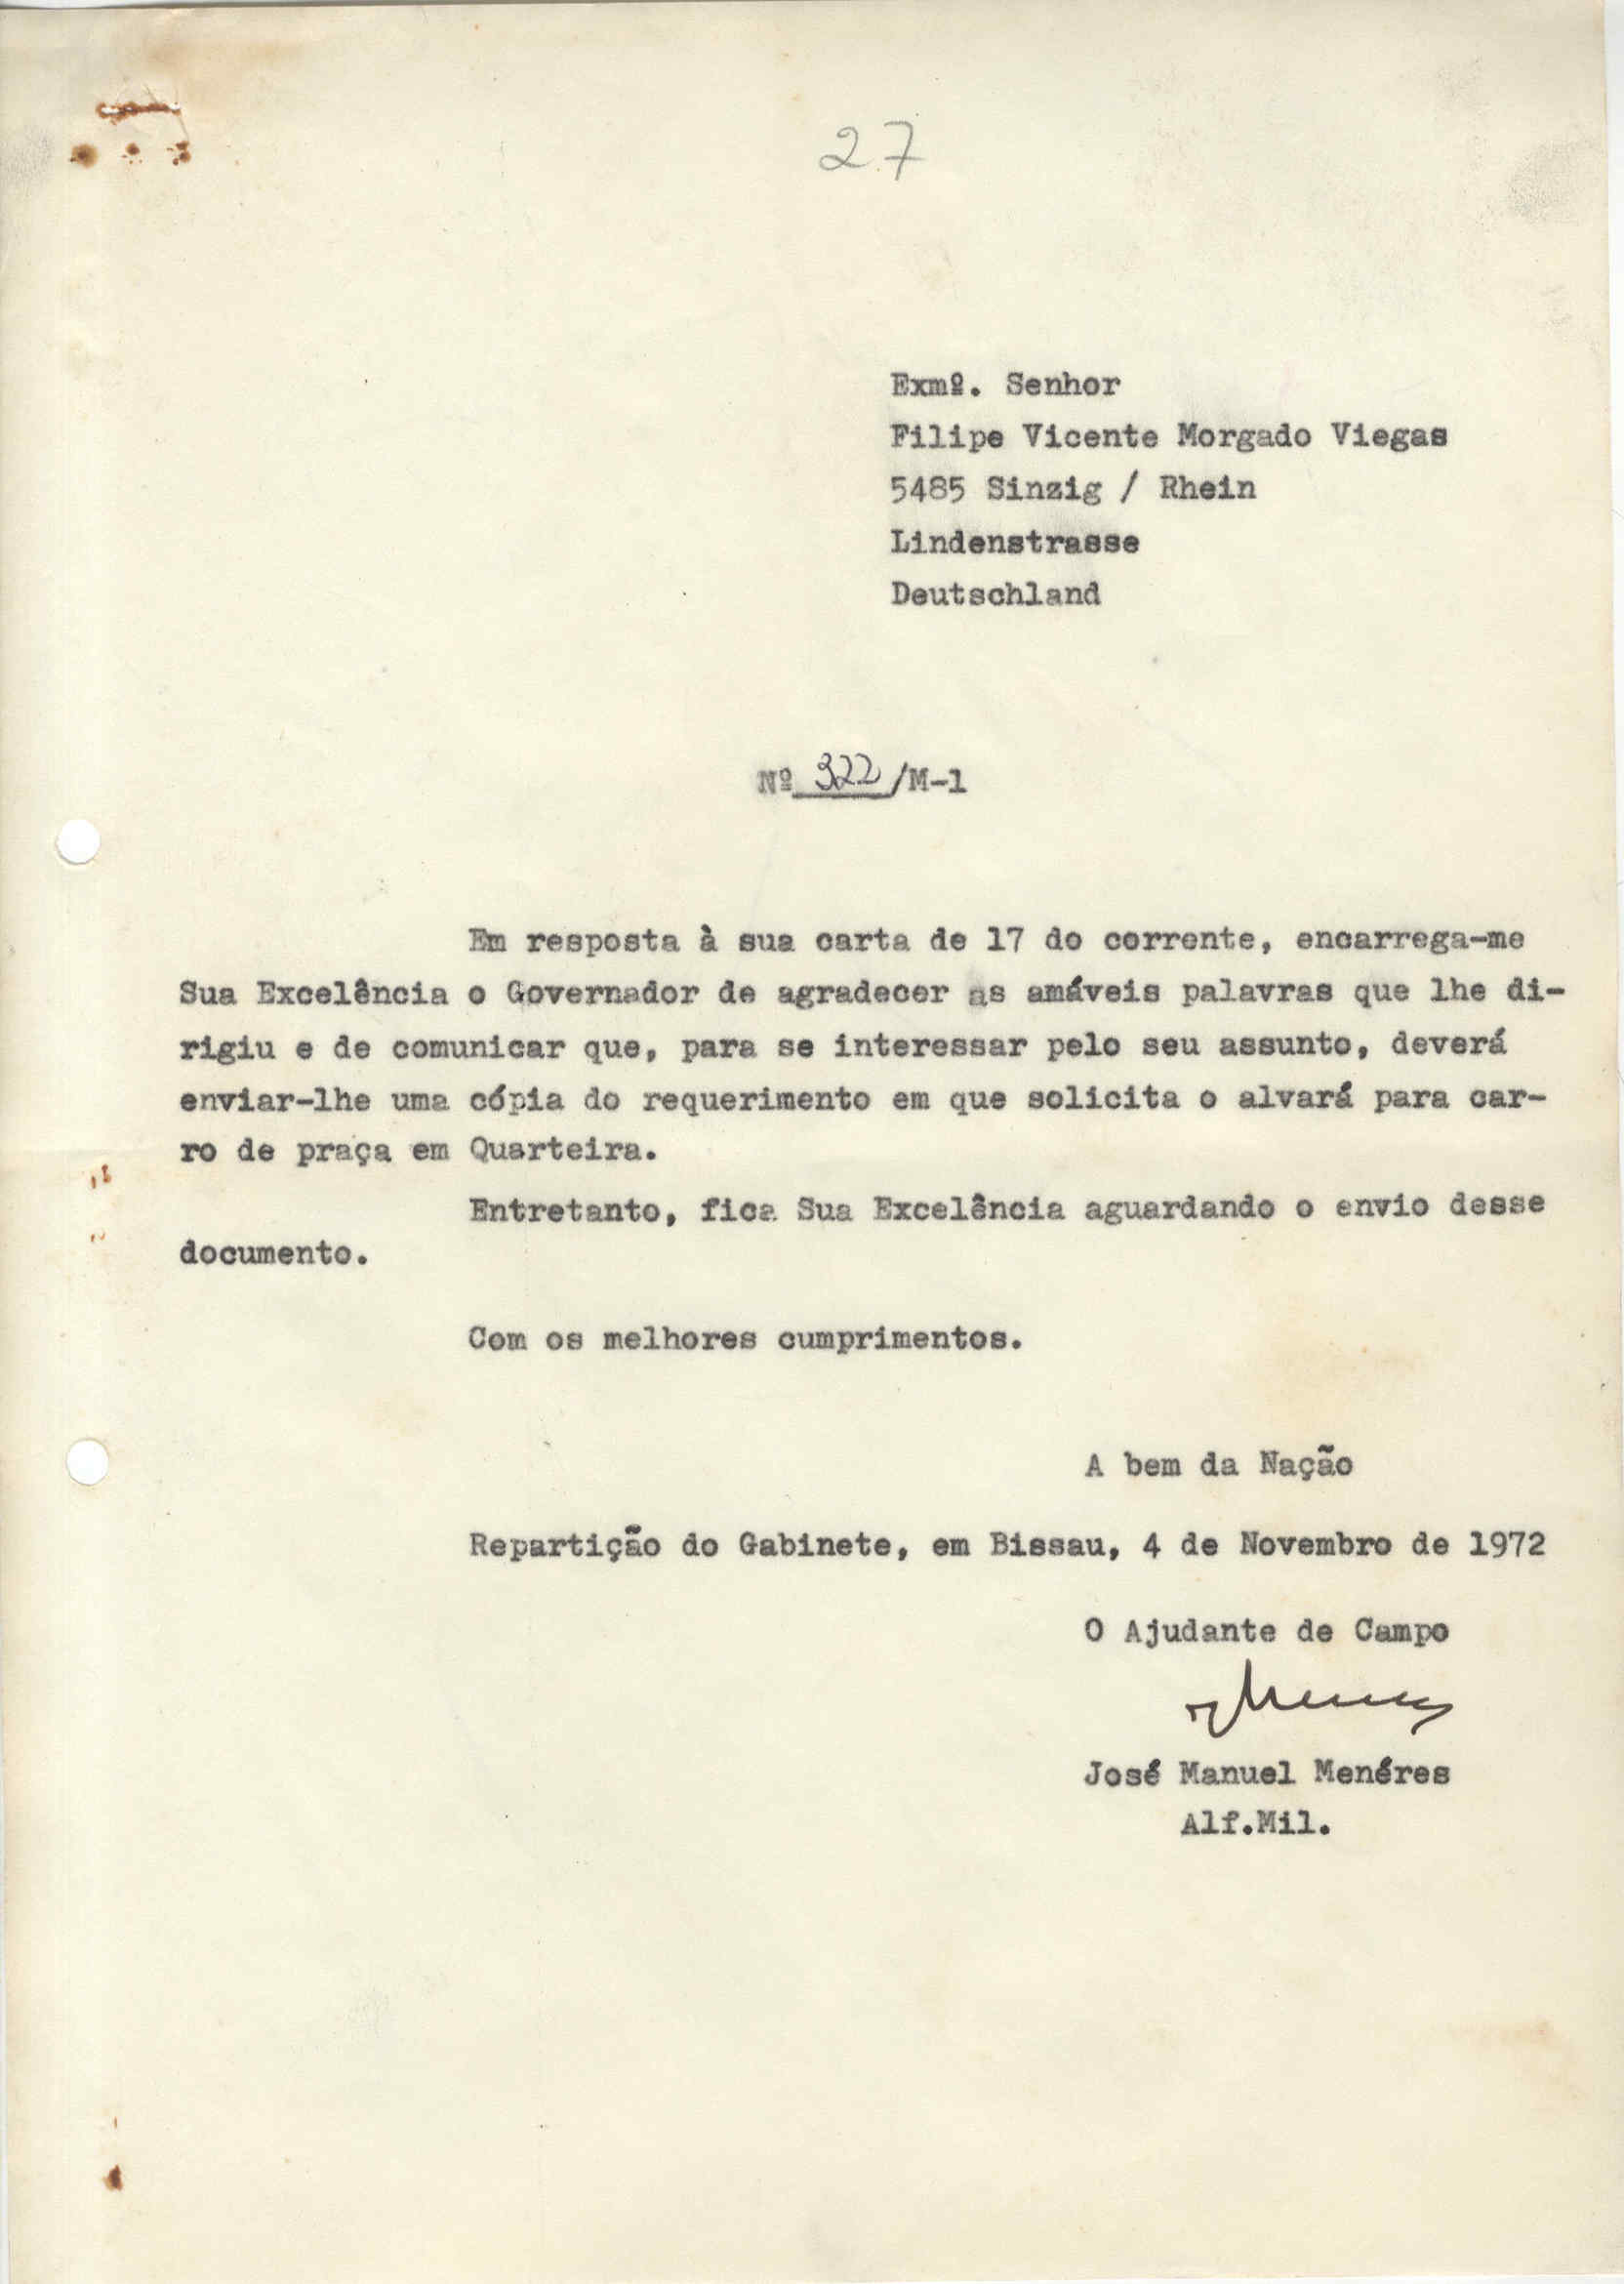 27
Exmº. Senhor
Filipe Vicente Morgado Viegas
5485 Sinzig / Rhein
Lindenstrasse
Deutschland
Nº 322/M-1
Em resposta à sua carta de 17 do corrente, encarrega-me
Sua Excelência o Governador de agradecer as amáveis palavras que lhe di-
rigiu e de comunicar que, para se interessar pelo seu assunto, deverá
enviar-lhe uma cópia do requerimento em que solicita o alvará para car-
ro de praça em Quarteira.
Entretanto, fica Sua Excelência aguardando o envio desse
documento.
Com os melhores cumprimentos.
A bem da Nação
Repartição do Gabinete, em Bissau, 4 de Novembro de 1972
O Ajudante de Campo
José Manuel Menéres
Alf.Mil.